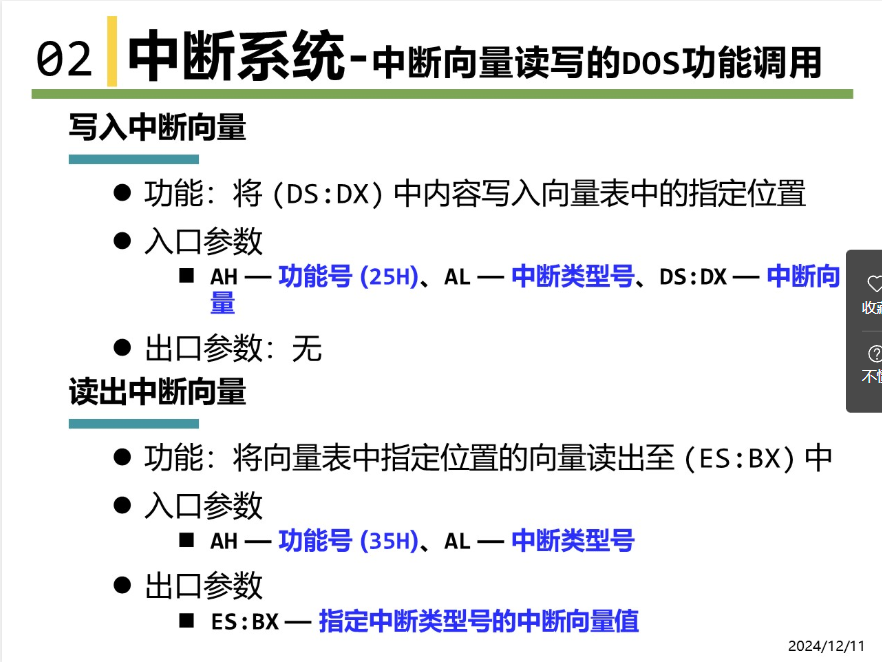 02 中断系统-中断向量读写的DOS功能调用
写入中断向量
● 功能：将(DS:DX)中内容写入向量表中的指定位置
● 入口参数
■ AH — 功能号(25H)、AL — 中断类型号、DS:DX — 中断向
量
● 出口参数：无
读出中断向量
● 功能：将向量表中指定位置的向量读出至(ES:BX)中
● 入口参数
■ AH — 功能号(35H)、AL — 中断类型号
● 出口参数
■ ES:BX — 指定中断类型号的中断向量值
2024/12/11
收
不